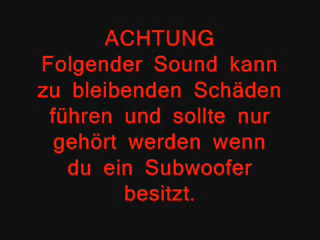 ACHTUNG
Folgender Sound kann
zu bleibenden Schäden
führen und sollte nur
gehört werden wenn
du ein Subwoofer
besitzt.